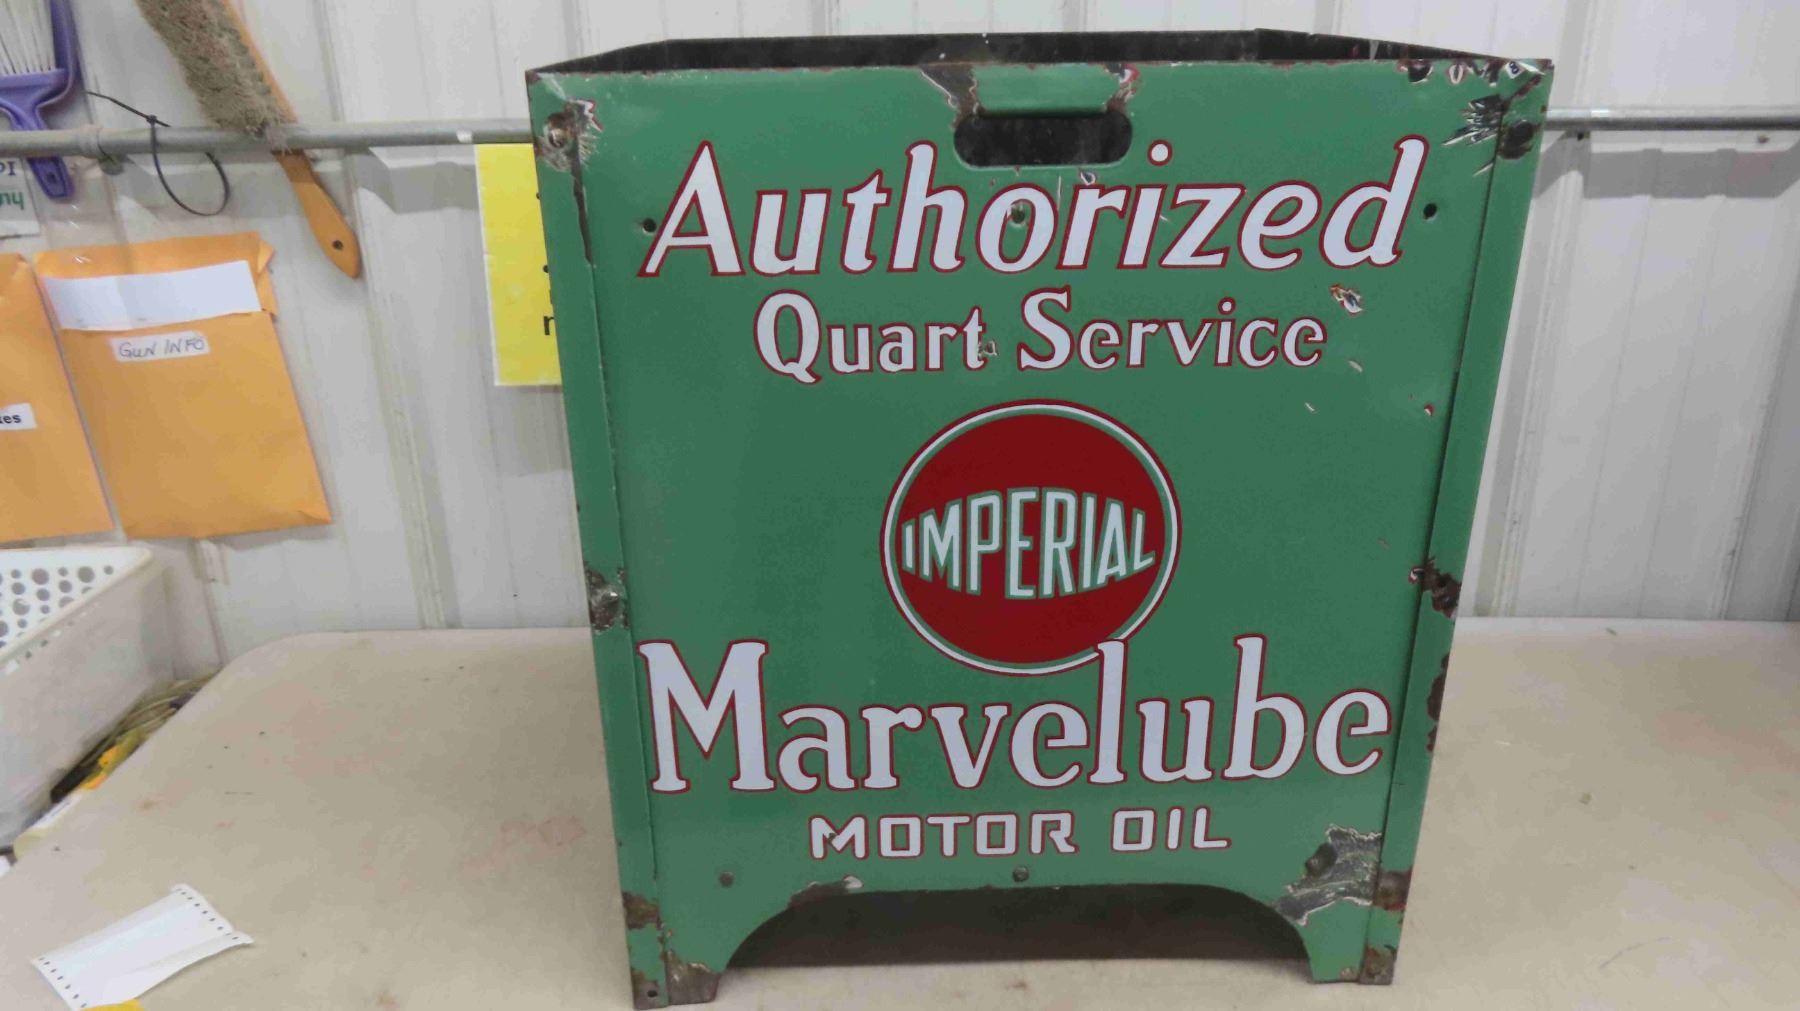 Authorized
Quart Service
IMPERIAL
Marvelube
MOTOR OIL
GUN INFO